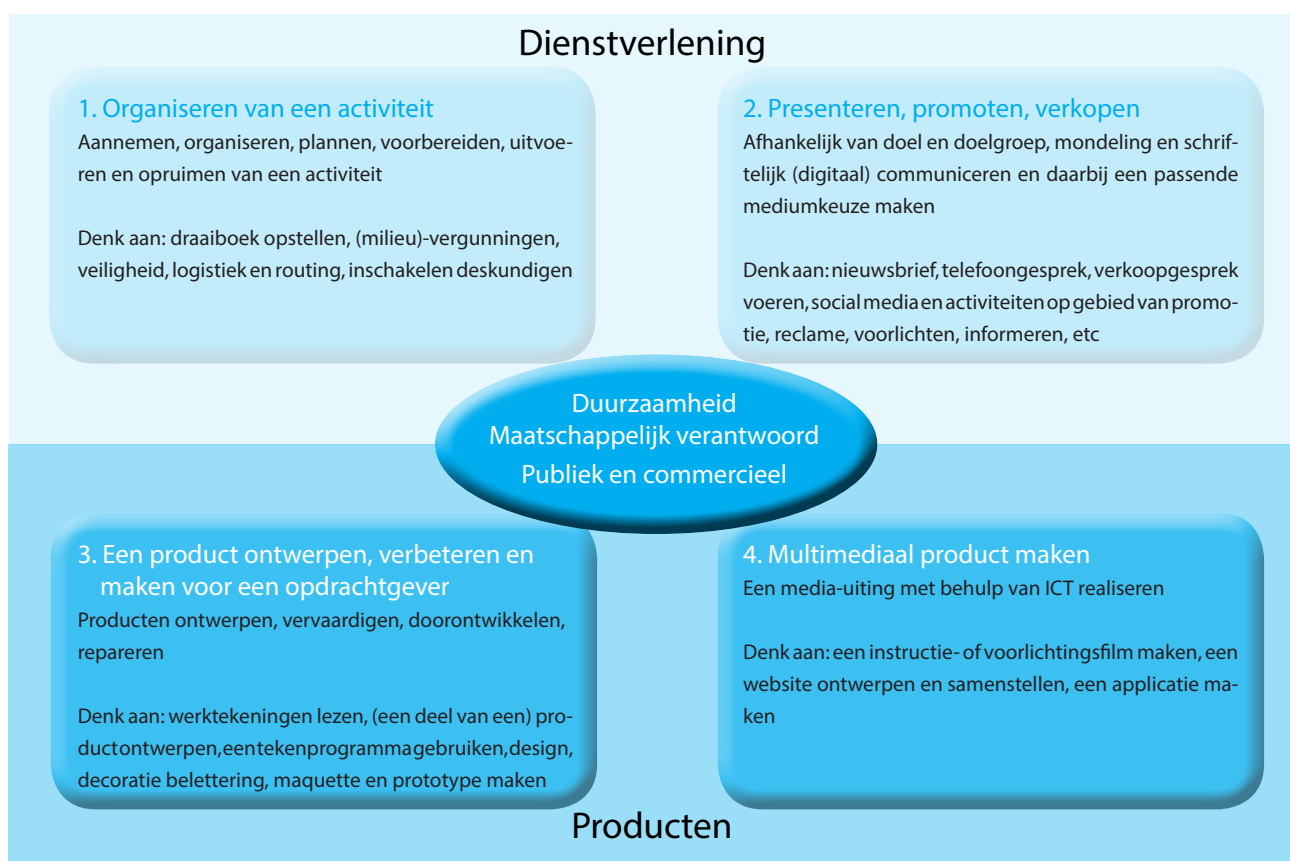 Dienstverlening
1. Organiseren van een activiteit
Aannemen, organiseren, plannen, voorbereiden, uitvoe-
ren en opruimen van een activiteit
Denk aan: draaiboek opstellen, (milieu)-vergunningen,
veiligheid, logistiek en routing, inschakelen deskundigen
2. Presenteren, promoten, verkopen
Afhankelijk van doel en doelgroep, mondeling en schrif-
telijk (digitaal) communiceren en daarbij een passende
mediumkeuze maken
Denk aan: nieuwsbrief, telefoongesprek, verkoopgesprek
voeren, social media en activiteiten op gebied van promo-
tie, reclame, voorlichten, informeren, etc
Duurzaamheid
Maatschappelijk verantwoord
Publiek en commercieel
3. Een product ontwerpen, verbeteren en
maken voor een opdrachtgever
Producten ontwerpen, vervaardigen, doorontwikkelen,
repareren
Denk aan: werktekeningen lezen, (een deel van een) pro-
duct ontwerpen, een tekenprogramma gebruiken, design,
decoratie belettering, maquette en prototype maken
4. Multimediaal product maken
Een media-uiting met behulp van ICT realiseren
Denk aan: een instructie- of voorlichtingsfilm maken, een
website ontwerpen en samenstellen, een applicatie ma-
ken
Producten